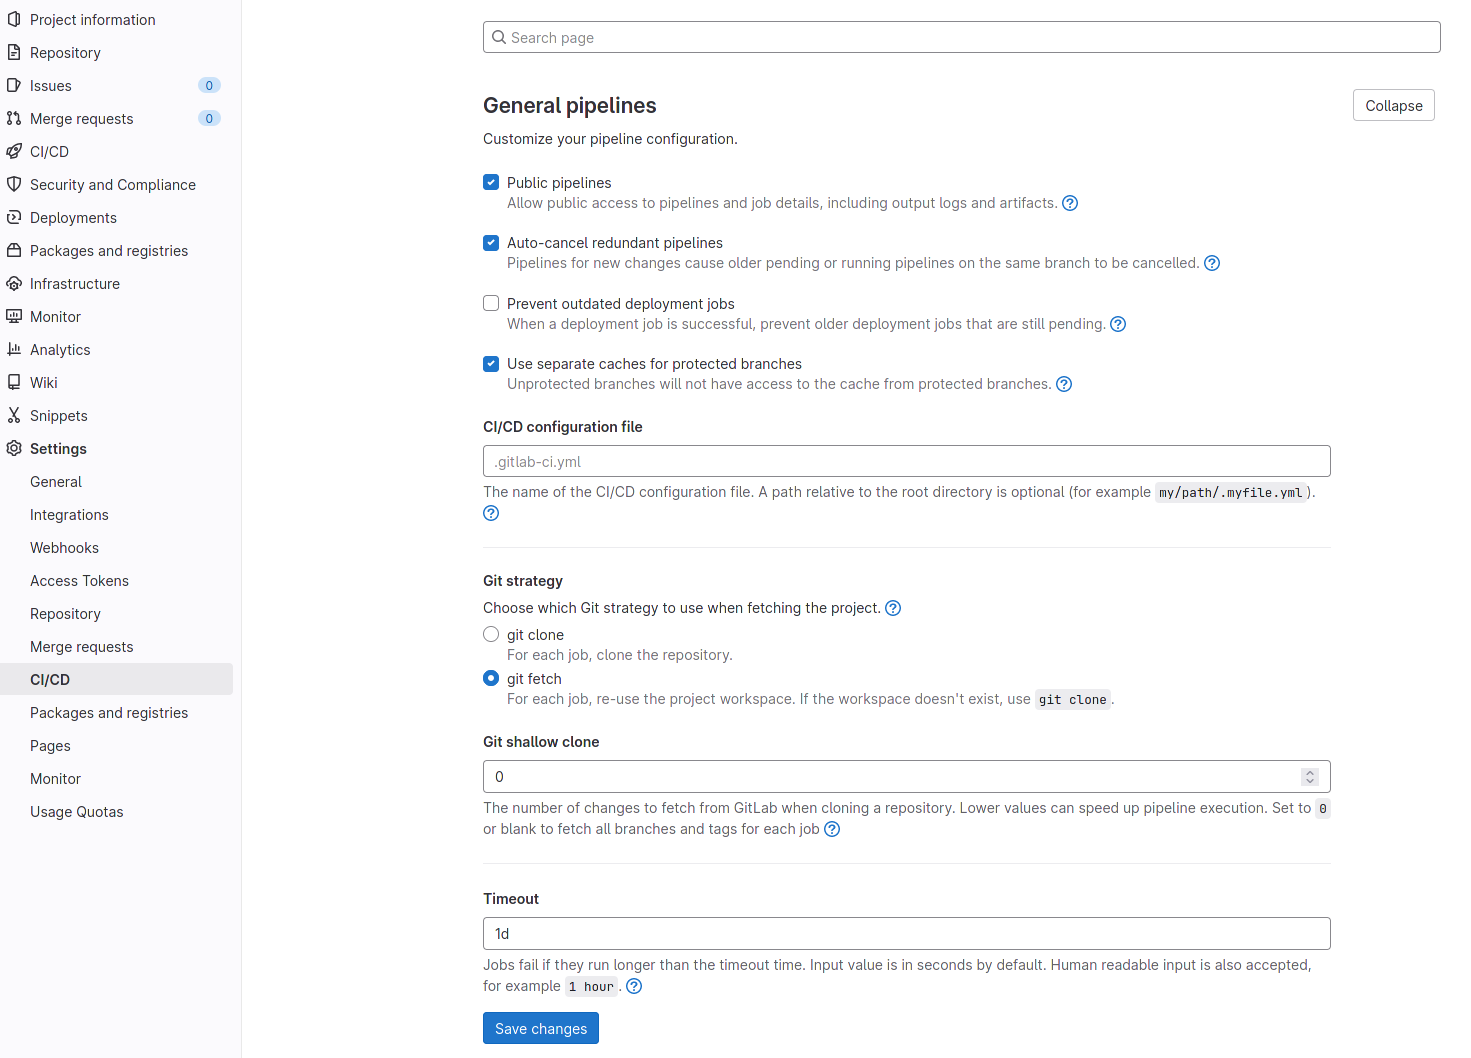 Project information
Repository
Issues 0
Merge requests 0
CI/CD
Security and Compliance
Deployments
Packages and registries
Infrastructure
Monitor
Analytics
Wiki
Snippets
Settings
General
Integrations
Webhooks
Access Tokens
Repository
Merge requests
CI/CD
Packages and registries
Pages
Monitor
Usage Quotas
Search page
General pipelines
Collapse
Customize your pipeline configuration.
Public pipelines
Allow public access to pipelines and job details, including output logs and artifacts. ?
Auto-cancel redundant pipelines
Pipelines for new changes cause older pending or running pipelines on the same branch to be cancelled. ?
Prevent outdated deployment jobs
When a deployment job is successful, prevent older deployment jobs that are still pending. ?
Use separate caches for protected branches
Unprotected branches will not have access to the cache from protected branches. ?
CI/CD configuration file
.gitlab-ci.yml
The name of the CI/CD configuration file. A path relative to the root directory is optional (for example my/path/.myfile.yml).
?
Git strategy
Choose which Git strategy to use when fetching the project. ?
git clone
For each job, clone the repository.
git fetch
For each job, re-use the project workspace. If the workspace doesn't exist, use git clone.
Git shallow clone
0
The number of changes to fetch from GitLab when cloning a repository. Lower values can speed up pipeline execution. Set to 0
or blank to fetch all branches and tags for each job ?
Timeout
1d
Jobs fail if they run longer than the timeout time. Input value is in seconds by default. Human readable input is also accepted,
for example 1 hour. ?
Save changes